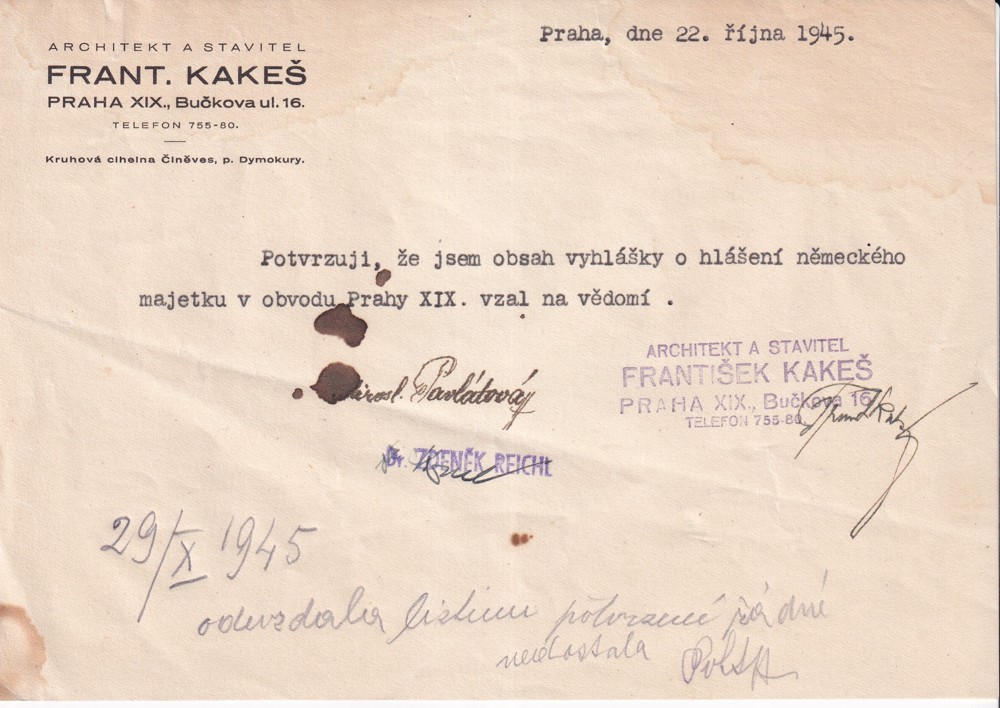 ARCHITEKT A STAVITEL
FRANT. KAKEŠ
PRAHA XIX., Bučkova ul. 16.
TELEFON 755-80.
Kruhová cihelna Činěves, p. Dymokury.
Praha, dne 22. října 1945.
Potvrzuji, že jsem obsah vyhlášky o hlášení německého
majetku v obvodu Prahy XIX. vzal na vědomí .
Pavlátová
ARCHITEKT A STAVITEL
FRANTIŠEK KAKEŠ
PRAHA XIX., Bučkova 16
TELEFON 755-80
Dr. ZDENĚK REICHL
29/X 1945
odevzdala listinu potvrzení žádné
nedostala